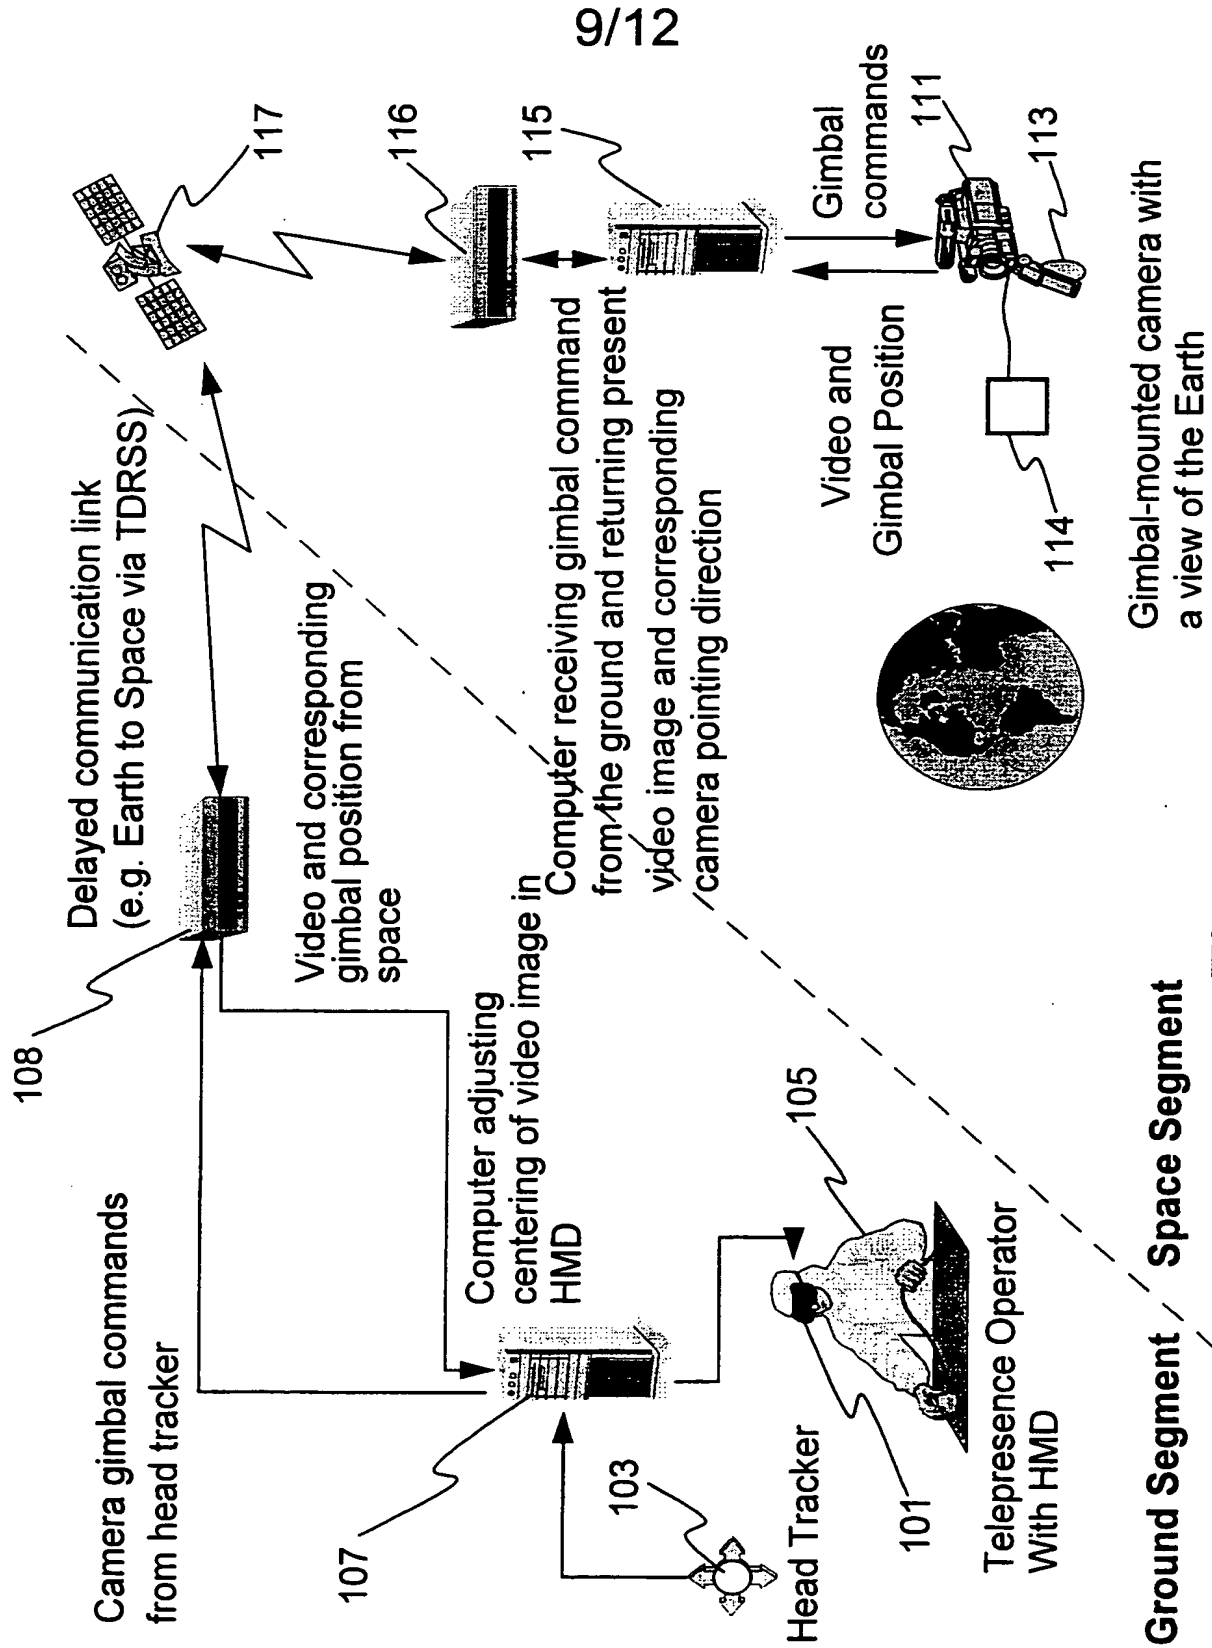 9/12
Camera gimbal commands
from head tracker
108
Delayed communication link
(e.g. Earth to Space via TDRSS)
117
Video and corresponding
gimbal position from
space
116
107
Computer adjusting
centering of video image in
HMD
Computer receiving gimbal command
from the ground and returning present
video image and corresponding
camera pointing direction
115
103
Head Tracker
101
105
Telepresence Operator
With HMD
Video and
Gimbal Position
Gimbal
commands
111
113
114
Gimbal-mounted camera with
a view of the Earth
Ground Segment
Space Segment